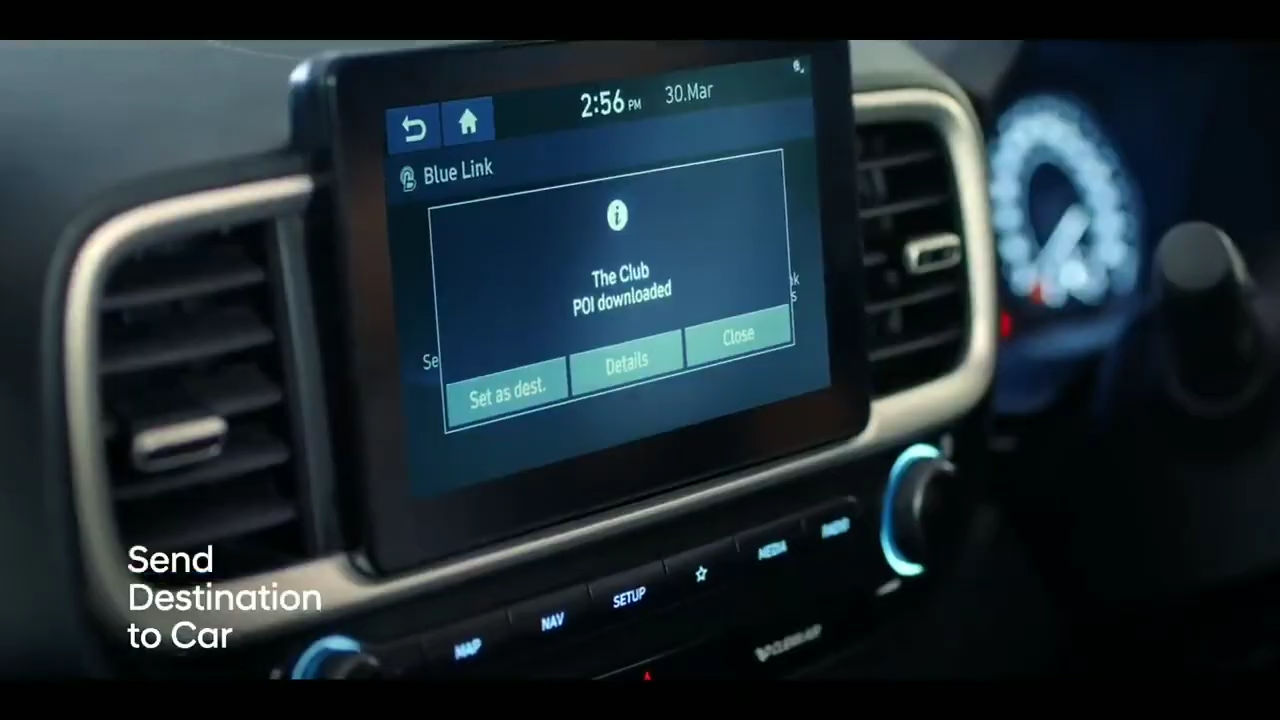 2:56 PM 30.Mar
Blue Link
The Club
POI downloaded
Set as dest. Details Close
Se
MAP NAV SETUP MEDIA RADIO
Send
Destination
to Car